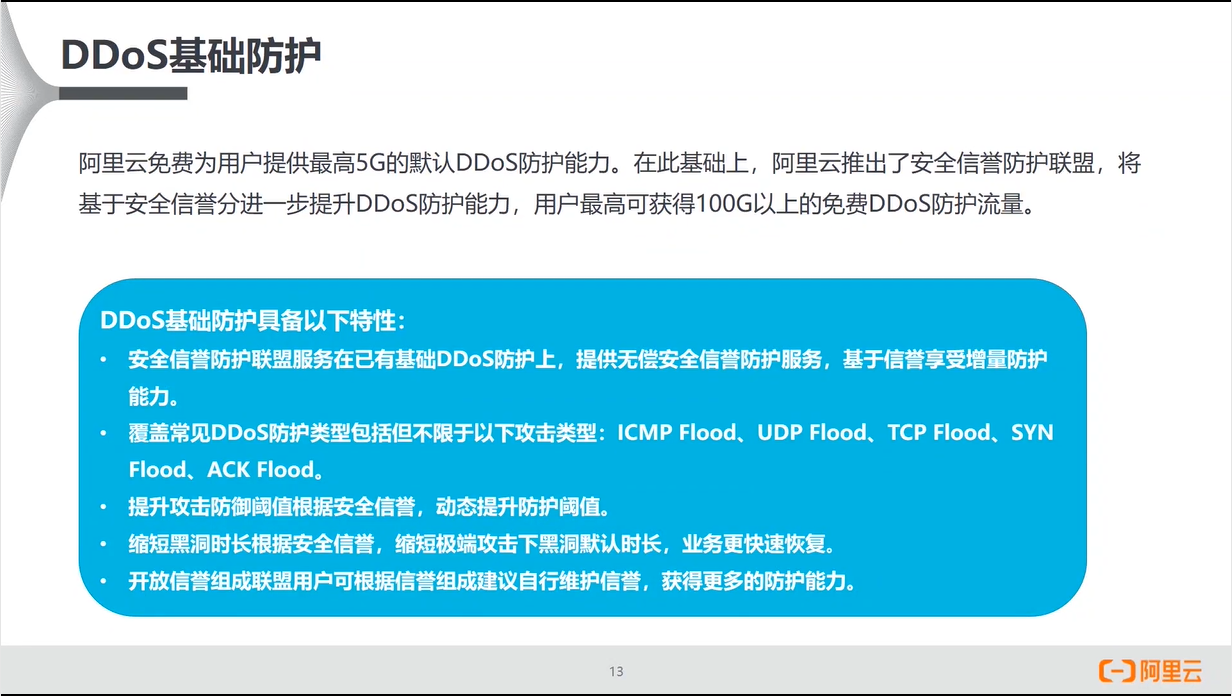 DDoS基础防护
阿里云免费为用户提供最高5G的默认DDoS防护能力。在此基础上，阿里云推出了安全信誉防护联盟，将
基于安全信誉分进一步提升DDoS防护能力，用户最高可获得100G以上的免费DDoS防护流量。
DDoS基础防护具备以下特性：
• 安全信誉防护联盟服务在已有基础DDoS防护上，提供无偿安全信誉防护服务，基于信誉享受增量防护
能力。
• 覆盖常见DDoS防护类型包括但不限于以下攻击类型：ICMP Flood、UDP Flood、TCP Flood、SYN
Flood、ACK Flood。
• 提升攻击防御阈值根据安全信誉，动态提升防护阈值。
• 缩短黑洞时长根据安全信誉，缩短极端攻击下黑洞默认时长，业务更快速恢复。
• 开放信誉组成联盟用户可根据信誉组成建议自行维护信誉，获得更多的防护能力。
13
阿里云